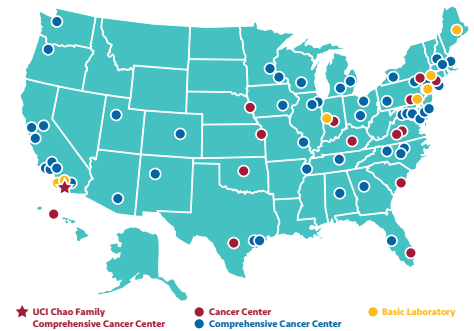 UCI Chao Family
Comprehensive Cancer Center
Cancer Center
Comprehensive Cancer Center
Basic Laboratory